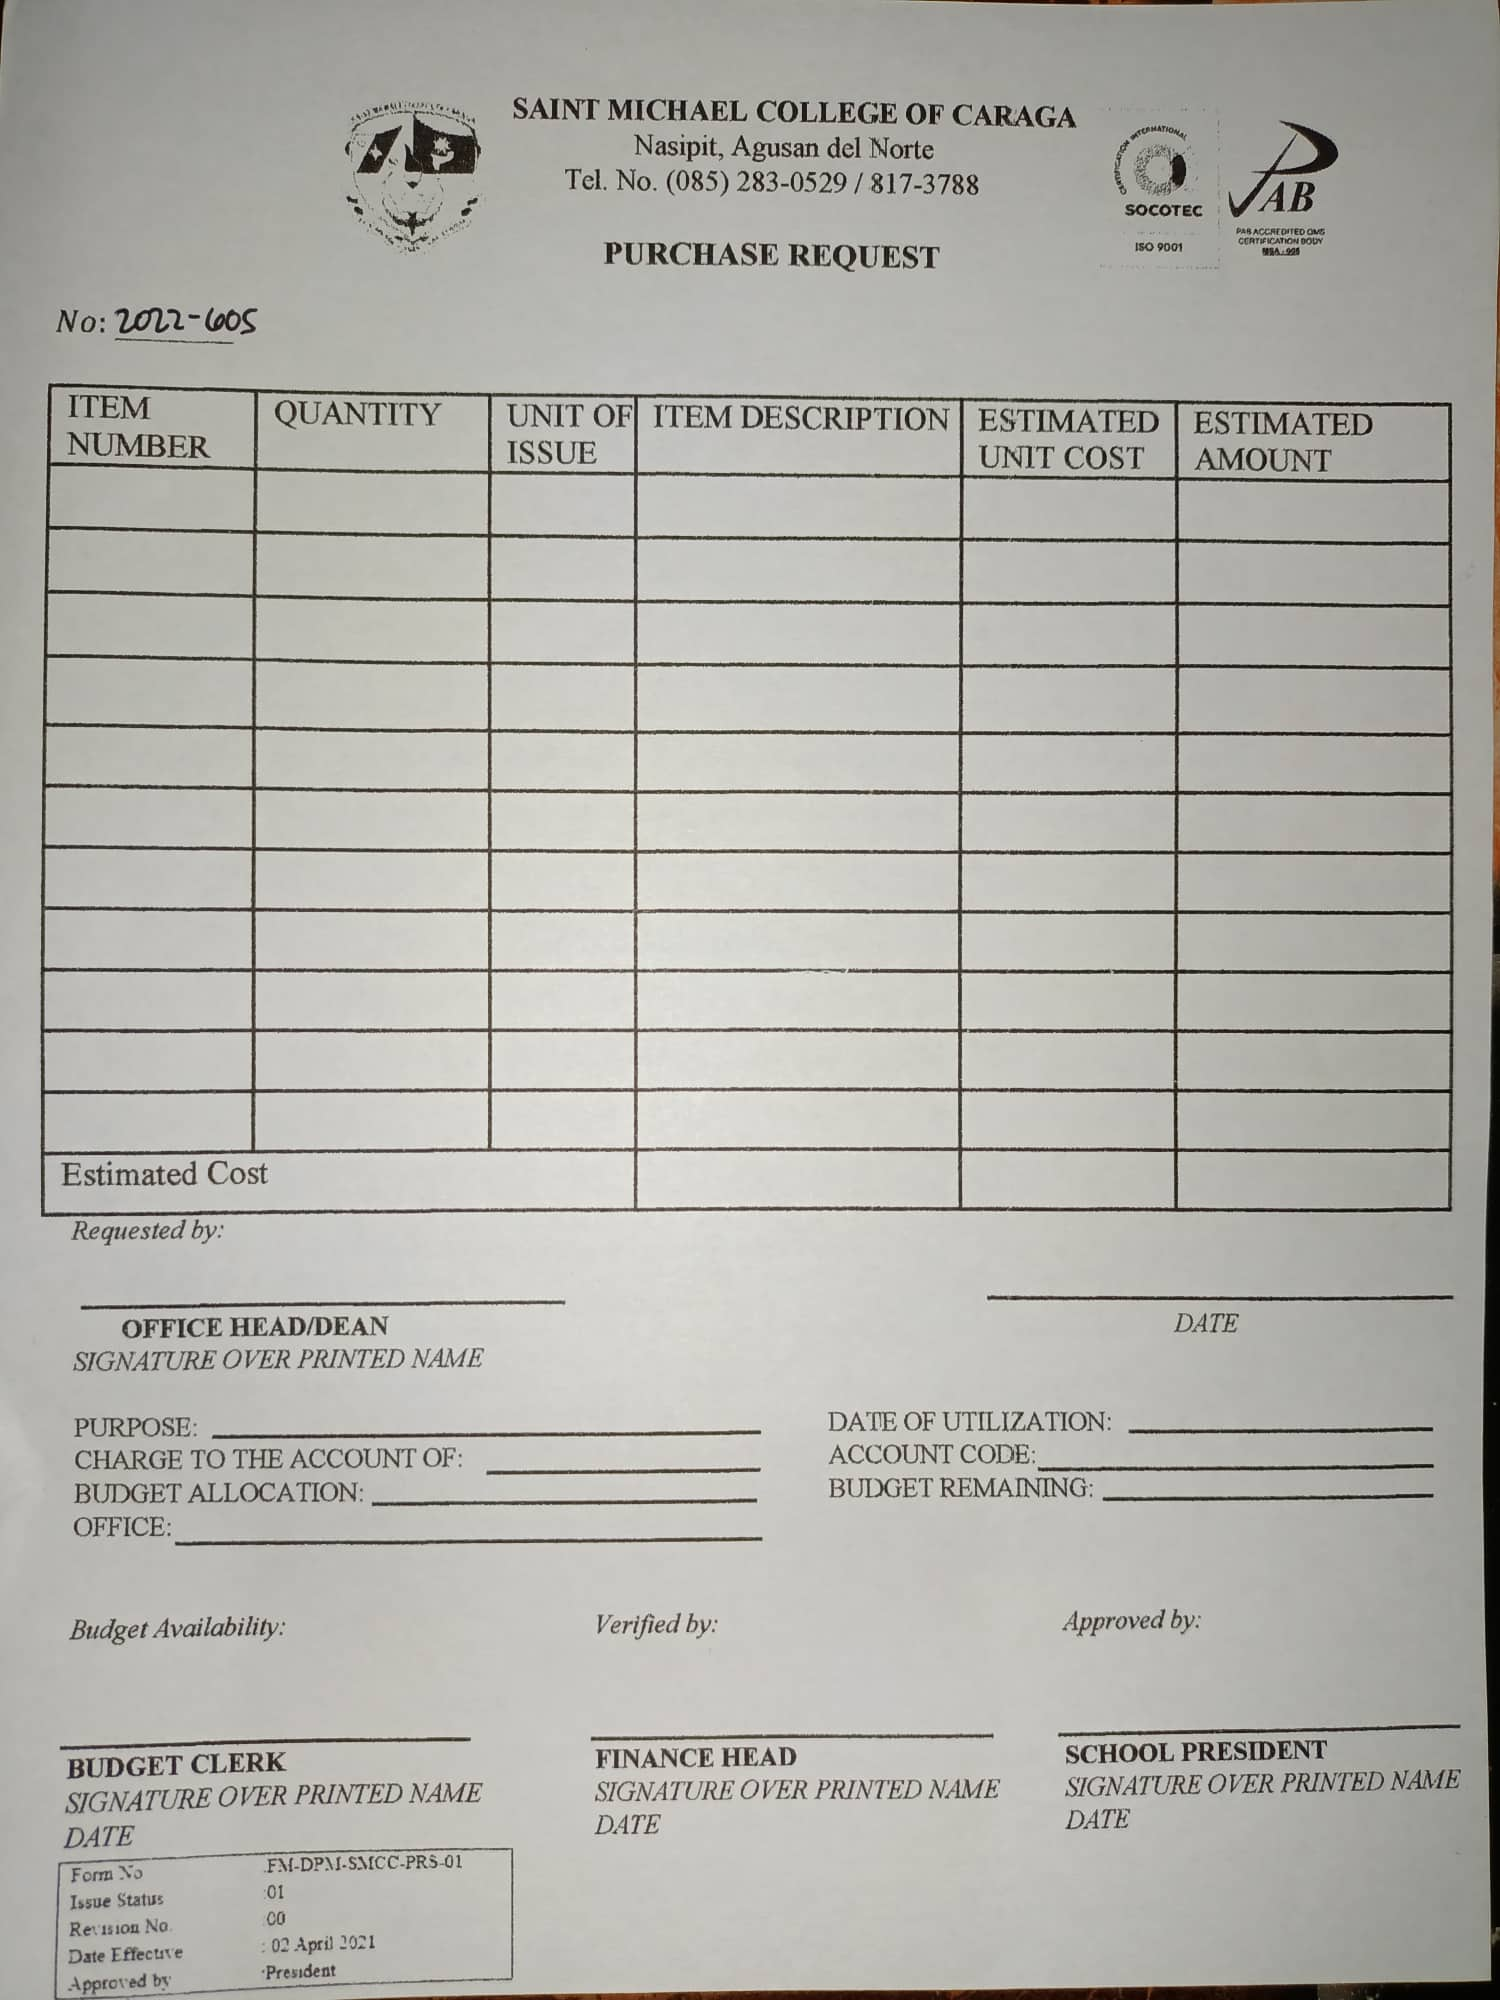 SAINT MICHAEL COLLEGE OF CARAGA
Nasipit, Agusan del Norte
Tel. No. (085) 283-0529 / 817-3788
CERTIFICATION INTERNATIONAL
SOCOTEC
ISO 9001
PAB
PAB ACCREDITED QMS
CERTIFICATION BODY
PURCHASE REQUEST
No: 2022-605
ITEM NUMBER QUANTITY UNIT OF ISSUE ITEM DESCRIPTION ESTIMATED UNIT COST ESTIMATED AMOUNT
Estimated Cost
Requested by:
OFFICE HEAD/DEAN DATE
SIGNATURE OVER PRINTED NAME
PURPOSE: DATE OF UTILIZATION:
CHARGE TO THE ACCOUNT OF: ACCOUNT CODE:
BUDGET ALLOCATION: BUDGET REMAINING:
OFFICE:
Budget Availability: Verified by: Approved by:
BUDGET CLERK FINANCE HEAD SCHOOL PRESIDENT
SIGNATURE OVER PRINTED NAME SIGNATURE OVER PRINTED NAME SIGNATURE OVER PRINTED NAME
DATE DATE DATE
Form No :FM-DPM-SMCC-PRS-01
Issue Status :01
Revision No. :00
Date Effective : 02 April 2021
Approved by :President